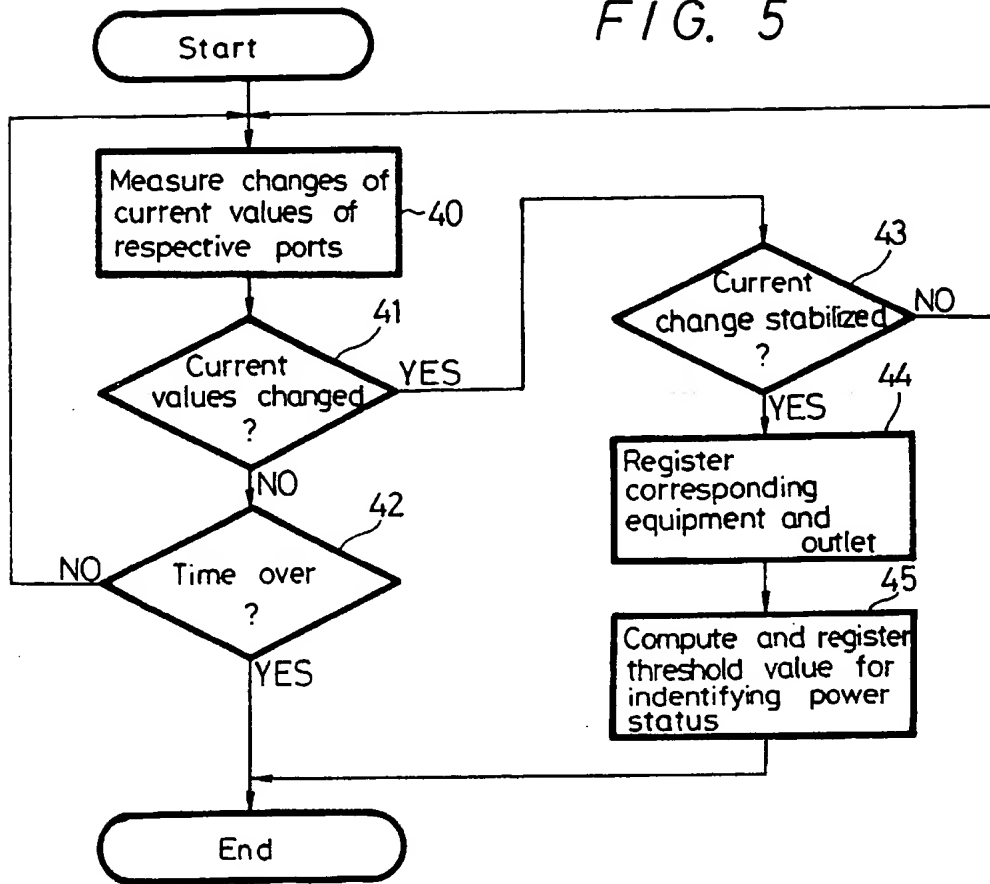 FIG. 5
Start
Measure changes of
current values of
respective ports
40
41
Current
values changed
?
YES
NO
42
Time over
?
NO
YES
43
Current
change stabilized
?
NO
YES
44
Register
corresponding
equipment and
outlet
45
Compute and register
threshold value for
indentifying power
status
End